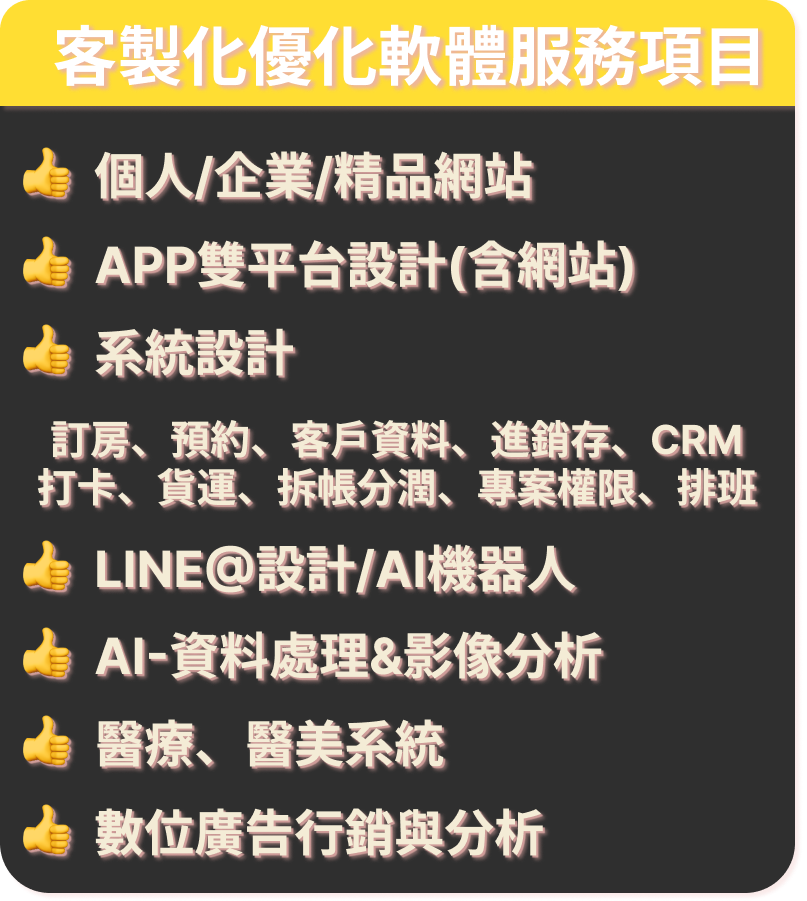 客製化優化軟體服務項目
👍 個人/企業/精品網站
👍 APP雙平台設計(含網站)
👍 系統設計
訂房、預約、客戶資料、進銷存、CRM
打卡、貨運、拆帳分潤、專案權限、排班
👍 LINE@設計/AI機器人
👍 AI-資料處理&影像分析
👍 醫療、醫美系統
👍 數位廣告行銷與分析